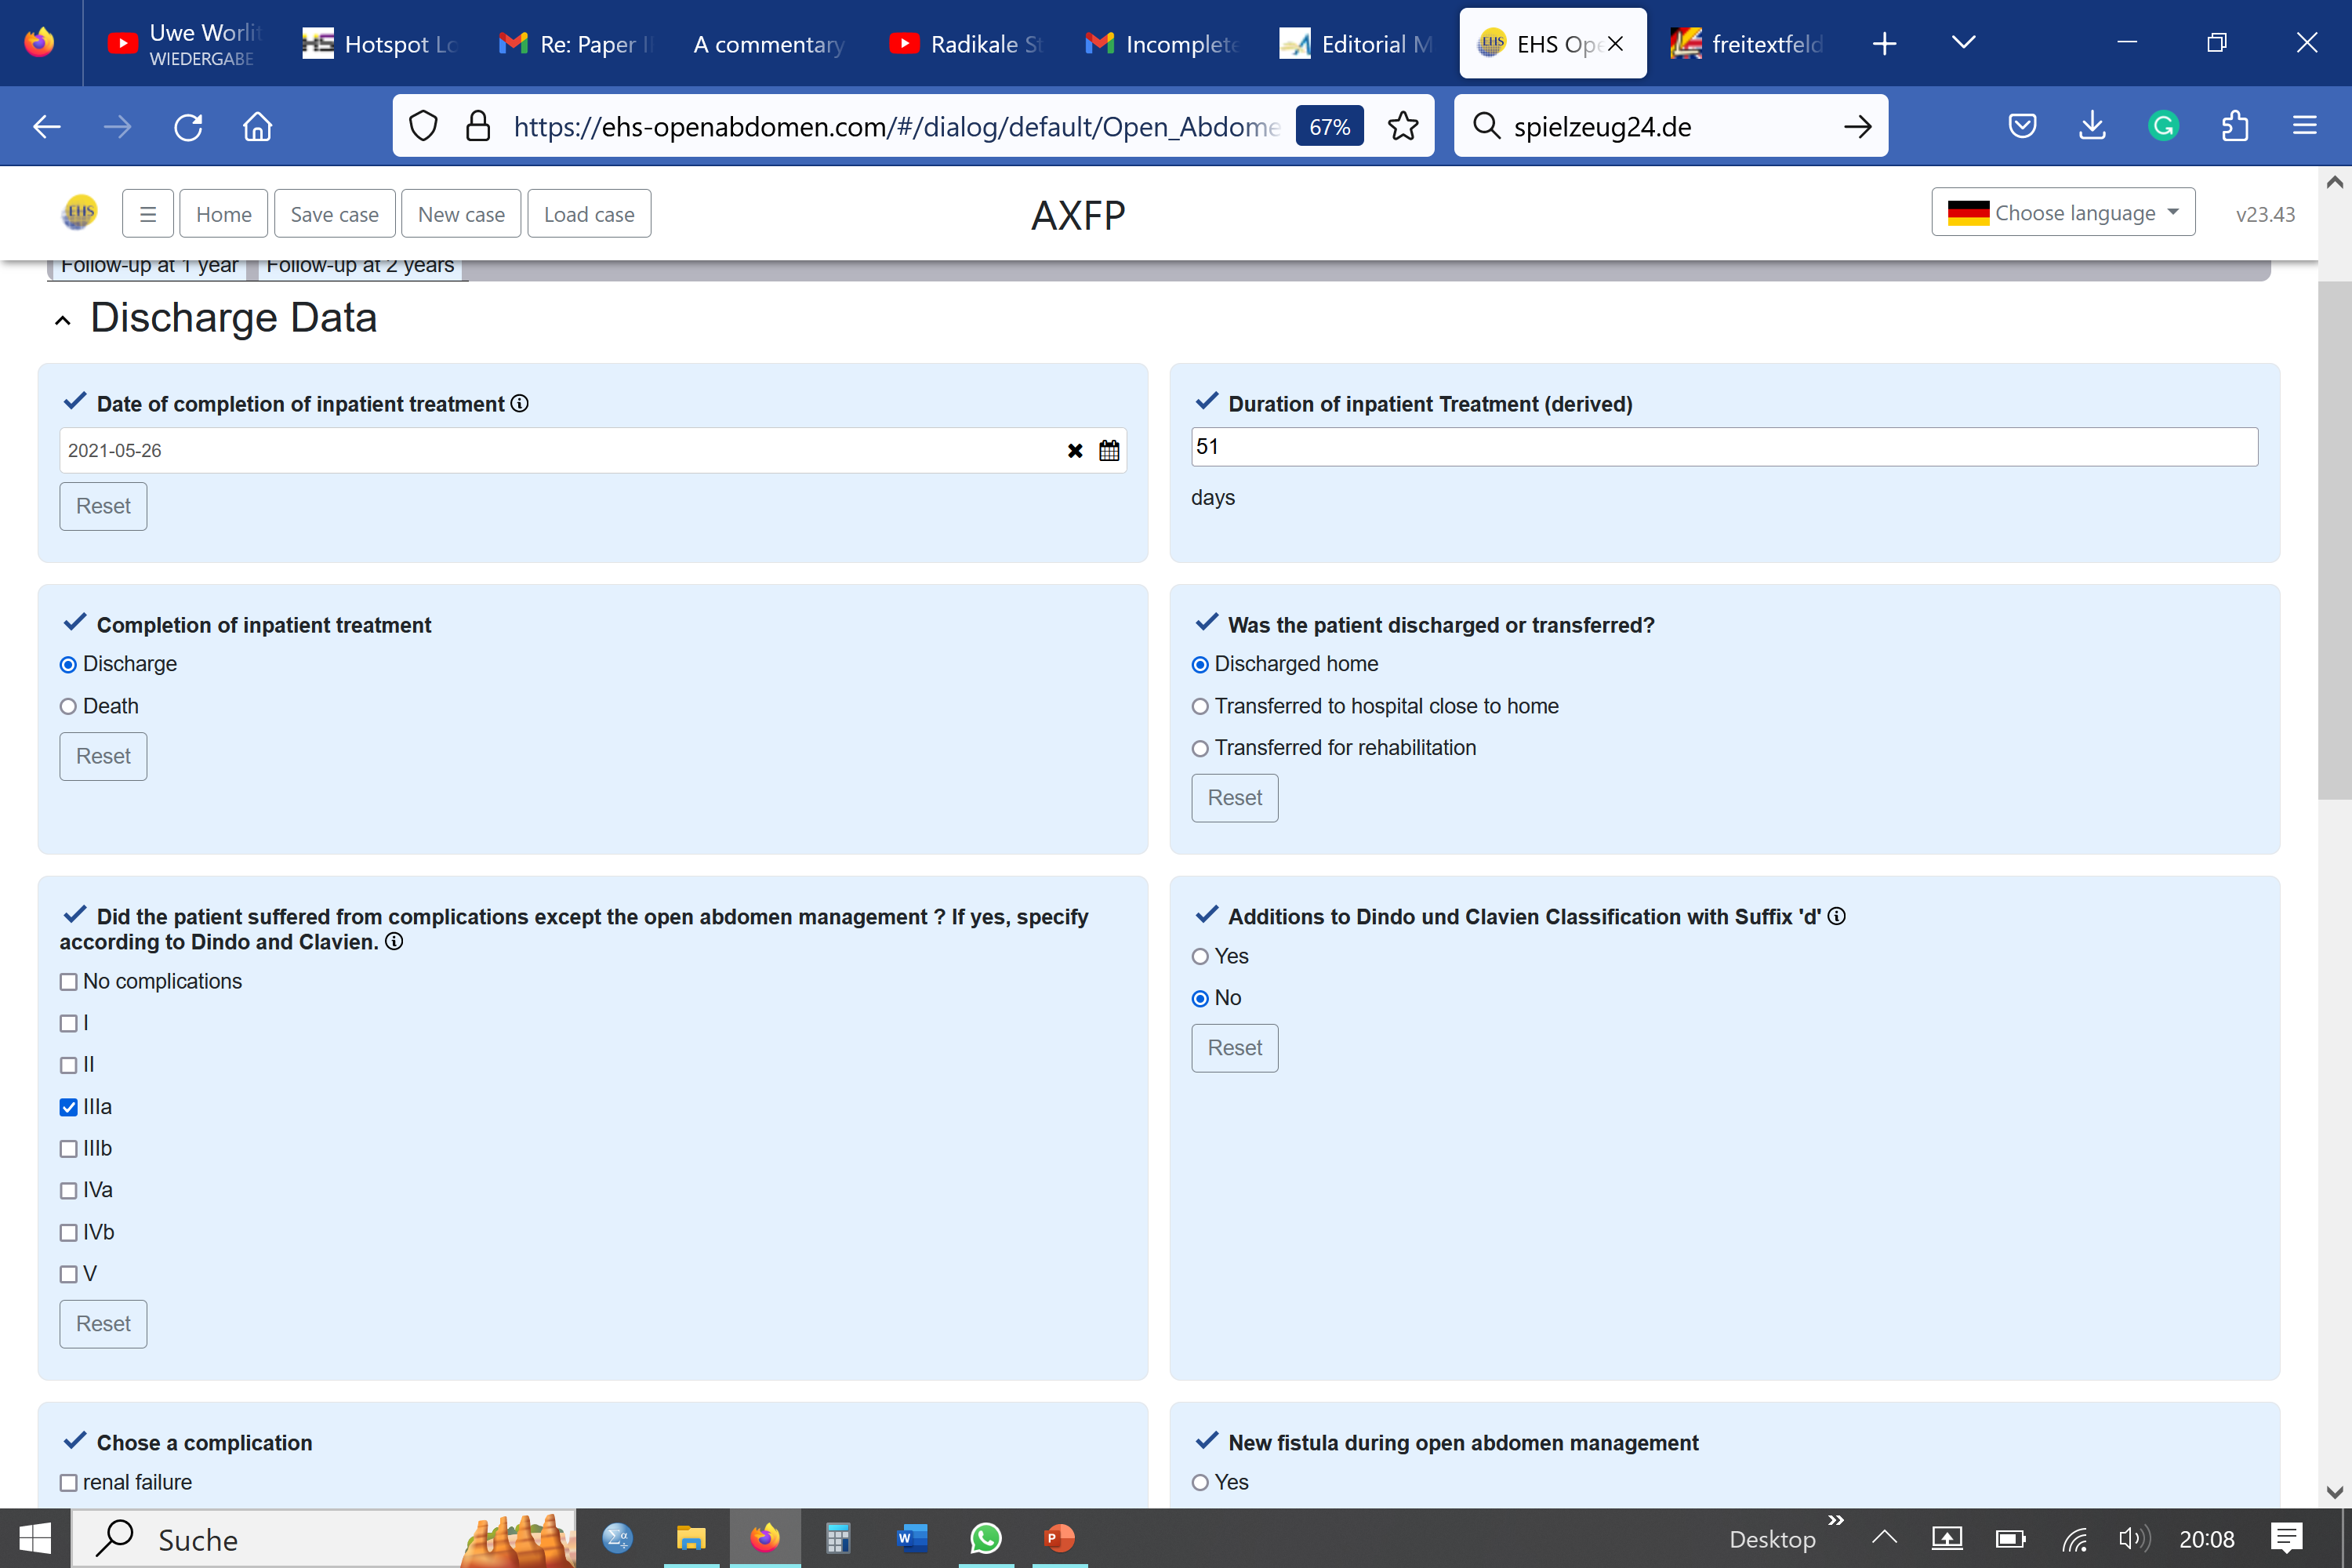 Uwe Worlit
WIEDERGABE
Hotspot Lo
Re: Paper II
A commentary
Radikale St
Incomplete
Editorial M
EHS Ope
freitextfeld
https://ehs-openabdomen.com/#/dialog/default/Open_Abdome
67%
spielzeug24.de
EHS
Home
Save case
New case
Load case
AXFP
Choose language
v23.43
Follow-up at 1 year
Follow-up at 2 years
Discharge Data
Date of completion of inpatient treatment
2021-05-26
Reset
Duration of inpatient Treatment (derived)
51
days
Completion of inpatient treatment
Discharge
Death
Reset
Was the patient discharged or transferred?
Discharged home
Transferred to hospital close to home
Transferred for rehabilitation
Reset
Did the patient suffered from complications except the open abdomen management ? If yes, specify
according to Dindo and Clavien.
No complications
I
II
IIIa
IIIb
IVa
IVb
V
Reset
Additions to Dindo und Clavien Classification with Suffix 'd'
Yes
No
Reset
Chose a complication
renal failure
New fistula during open abdomen management
Yes
Suche
Desktop
20:08